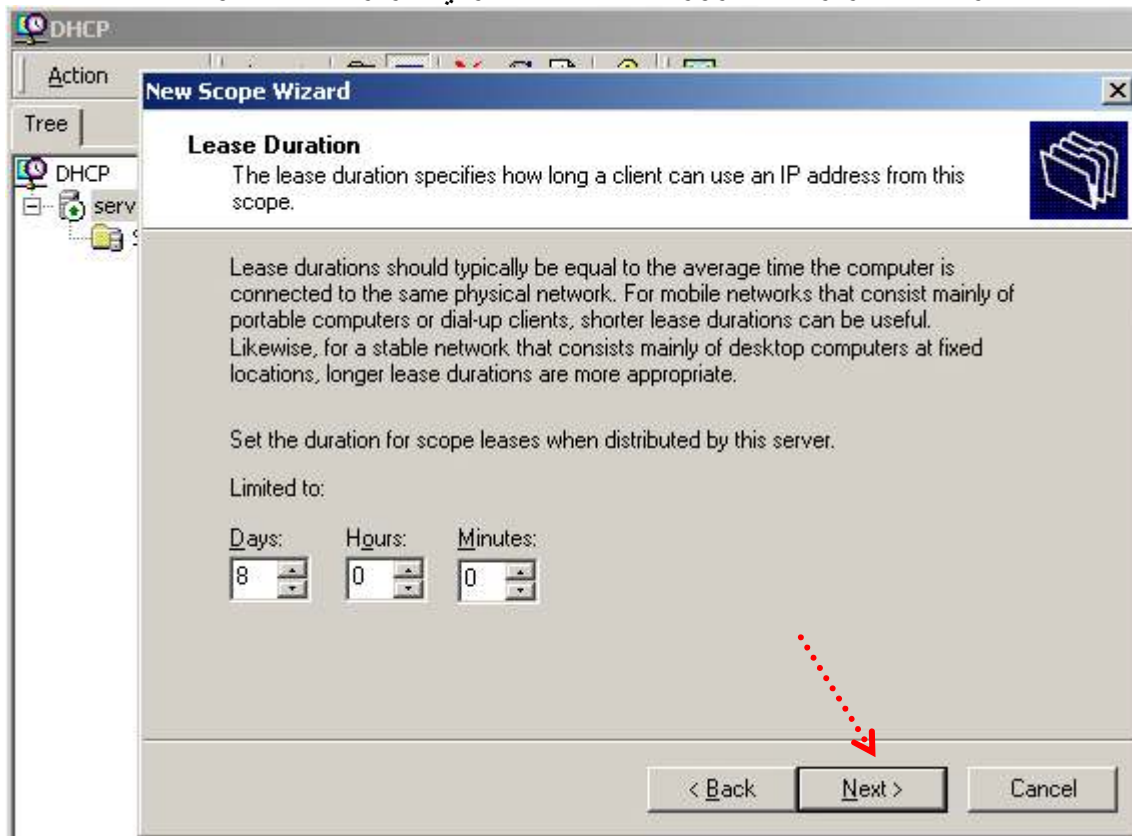 DHCP
Action
New Scope Wizard
Tree
Lease Duration
The lease duration specifies how long a client can use an IP address from this
scope.
DHCP
serv
Lease durations should typically be equal to the average time the computer is
connected to the same physical network. For mobile networks that consist mainly of
portable computers or dial-up clients, shorter lease durations can be useful.
Likewise, for a stable network that consists mainly of desktop computers at fixed
locations, longer lease durations are more appropriate.
Set the duration for scope leases when distributed by this server.
Limited to:
Days: Hours: Minutes:
8 0 0
< Back Next > Cancel